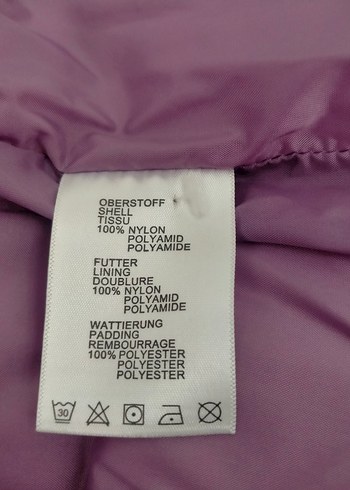 OBERSTOFF
SHELL
TISSU
100% NYLON
POLYAMID
POLYAMIDE
FUTTER
LINING
DOUBLURE
100% NYLON
POLYAMID
POLYAMIDE
WATTIERUNG
PADDING
REMBOURRAGE
100% POLYESTER
POLYESTER
POLYESTER
30